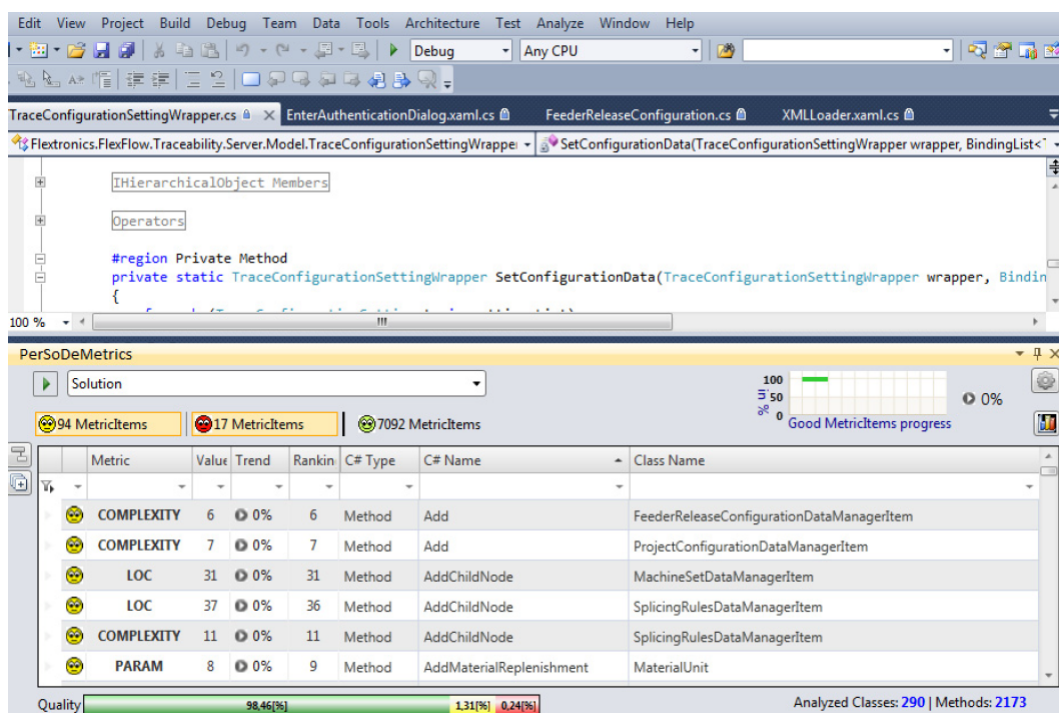 Edit View Project Build Debug Team Data Tools Architecture Test Analyze Window Help
Debug Any CPU
TraceConfigurationSettingWrapper.cs EnterAuthenticationDialog.xaml.cs FeederReleaseConfiguration.cs XMLLoader.xaml.cs
Flextronics.FlexFlow.Traceability.Server.Model.TraceConfigurationSettingWrappe SetConfigurationData(TraceConfigurationSettingWrapper wrapper, BindingList<
IHierarchicalObject Members
Operators
#region Private Method
private static TraceConfigurationSettingWrapper SetConfigurationData(TraceConfigurationSettingWrapper wrapper, Bindin
{
100 %
PerSoDeMetrics
Solution
100
50
0
% in:
0%
Good MetricItems progress
94 MetricItems 17 MetricItems 7092 MetricItems
Metric Value Trend Rankin C# Type C# Name Class Name
COMPLEXITY 6 0% 6 Method Add FeederReleaseConfigurationDataManagerItem
COMPLEXITY 7 0% 7 Method Add ProjectConfigurationDataManagerItem
LOC 31 0% 31 Method AddChildNode MachineSetDataManagerItem
LOC 37 0% 36 Method AddChildNode SplicingRulesDataManagerItem
COMPLEXITY 11 0% 11 Method AddChildNode SplicingRulesDataManagerItem
PARAM 8 0% 9 Method AddMaterialReplenishment MaterialUnit
Quality 98,46[%] 1,31[%] 0,24[%] Analyzed Classes: 290 | Methods: 2173